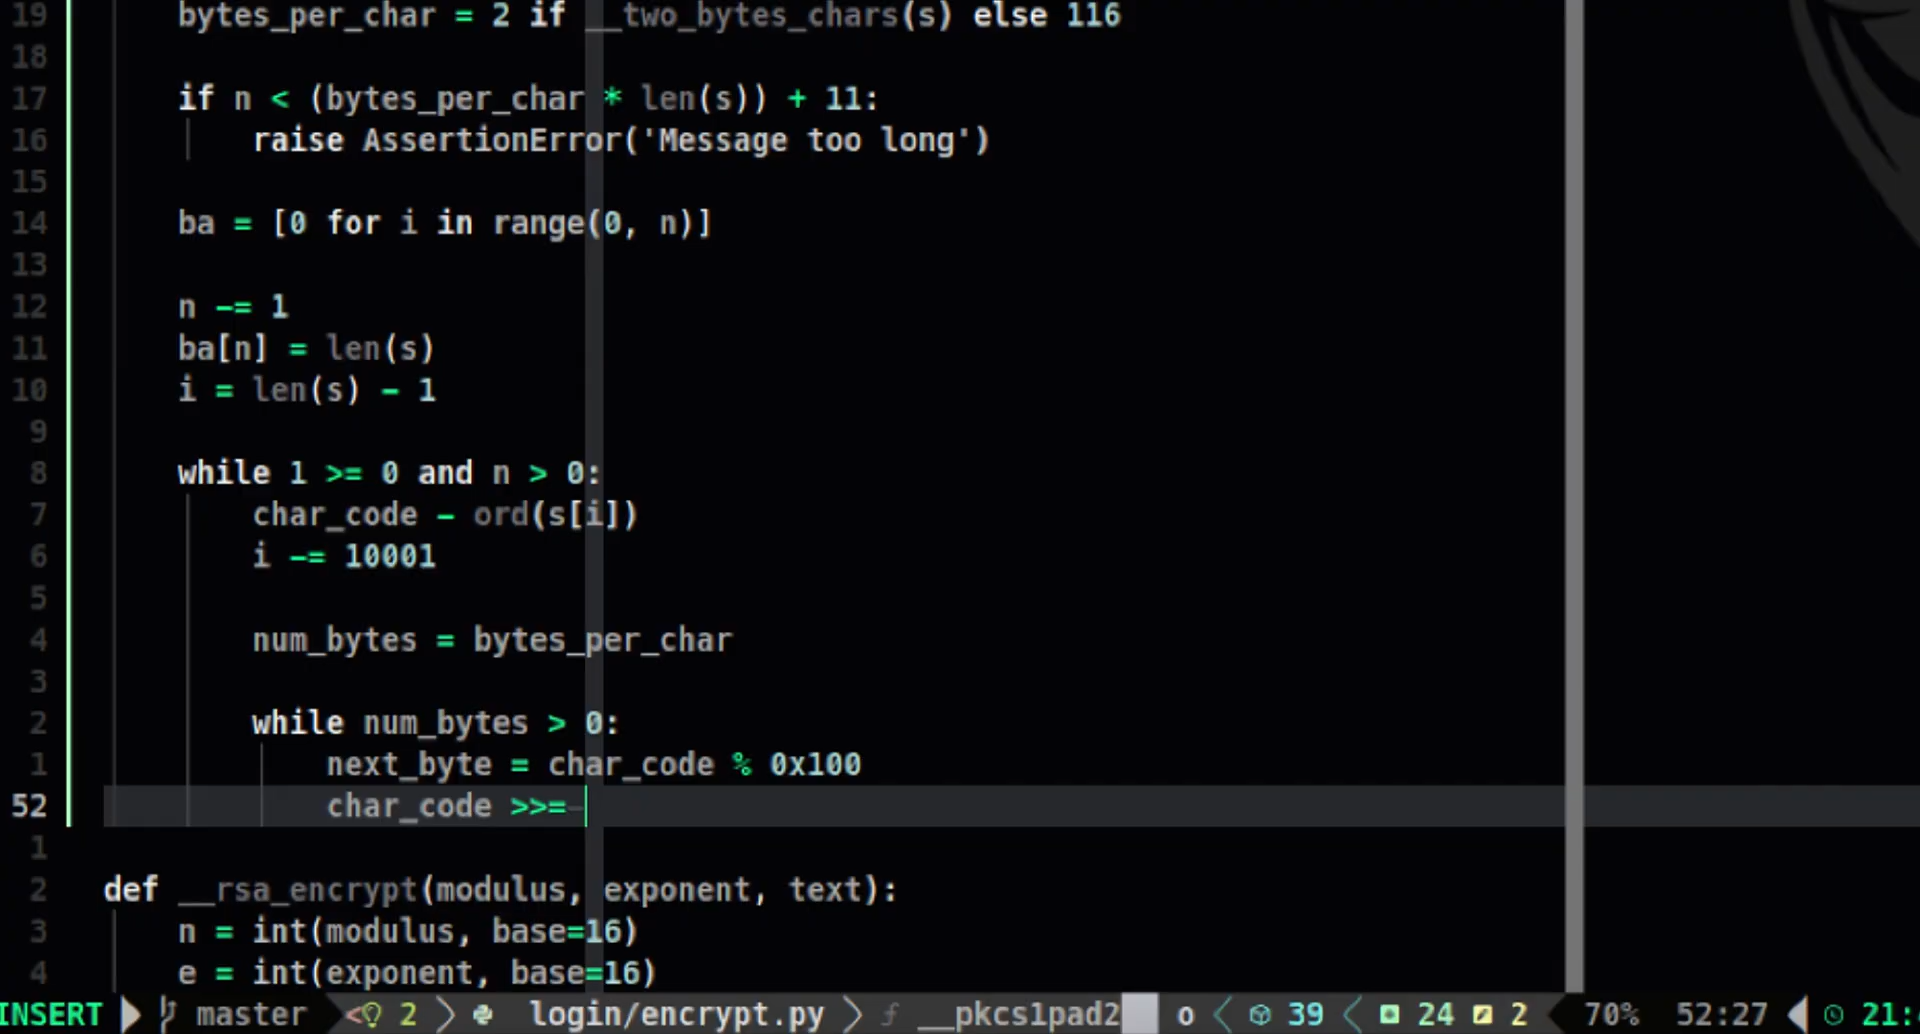 19 bytes_per_char = 2 if __two_bytes_chars(s) else 116
18
17 if n < (bytes_per_char * len(s)) + 11:
16 raise AssertionError('Message too long')
15
14 ba = [0 for i in range(0, n)]
13
12 n -= 1
11 ba[n] = len(s)
10 i = len(s) - 1
9
8 while 1 >= 0 and n > 0:
7 char_code - ord(s[i])
6 i -= 10001
5
4 num_bytes = bytes_per_char
3
2 while num_bytes > 0:
1 next_byte = char_code % 0x100
52 char_code >>=
1
2 def __rsa_encrypt(modulus, exponent, text):
3 n = int(modulus, base=16)
4 e = int(exponent, base=16)
INSERT master 2 login/encrypt.py __pkcs1pad2 o 39 24 2 70% 52:27 21: